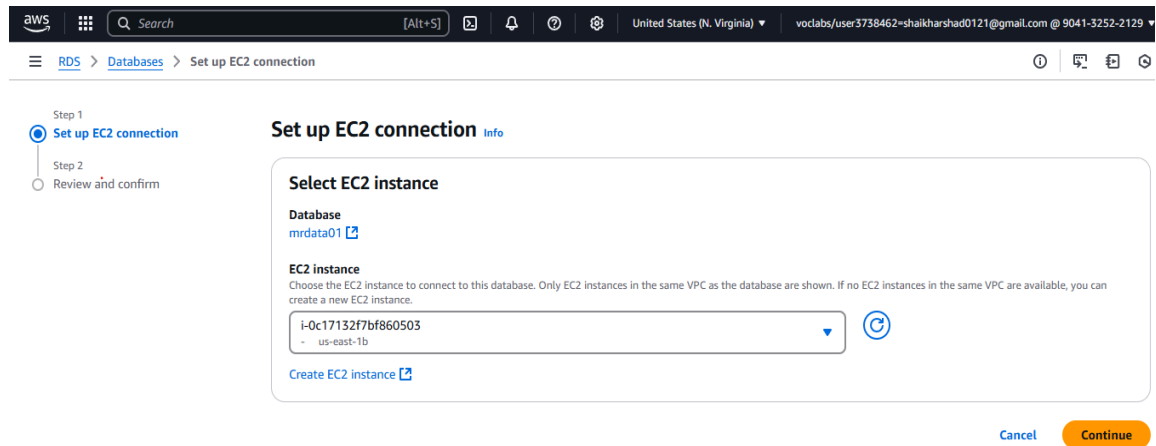 aws
Search [Alt+S] United States (N. Virginia) ▼ voclabs/user3738462=shaikharshad0121@gmail.com @ 9041-3252-2129 ▼
RDS > Databases > Set up EC2 connection
Step 1
Set up EC2 connection
Step 2
Review and confirm
Set up EC2 connection Info
Select EC2 instance
Database
mrdata01
EC2 instance
Choose the EC2 instance to connect to this database. Only EC2 instances in the same VPC as the database are shown. If no EC2 instances in the same VPC are available, you can
create a new EC2 instance.
i-0c17132f7bf860503
- us-east-1b
Create EC2 instance
Cancel Continue